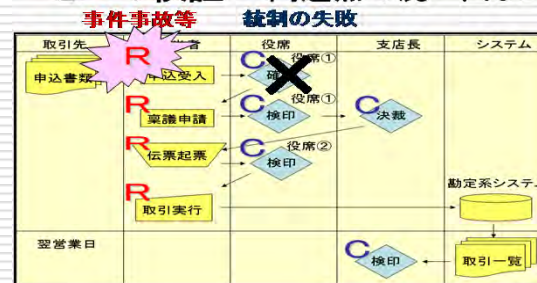 事件事故等 統制の失敗
取引先 者 役席 支店長 システム
申込書類 R 申込受入 C 役席① 確
R 稟議申請 C 役席① 検印 C 決裁
R 伝票起票 C 役席② 検印
R 取引実行 勘定系システム
翌営業日 C 検印 取引一覧